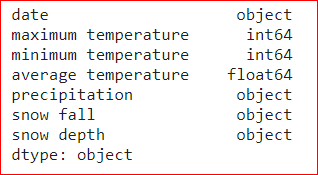 date object
maximum temperature int64
minimum temperature int64
average temperature float64
precipitation object
snow fall object
snow depth object
dtype: object